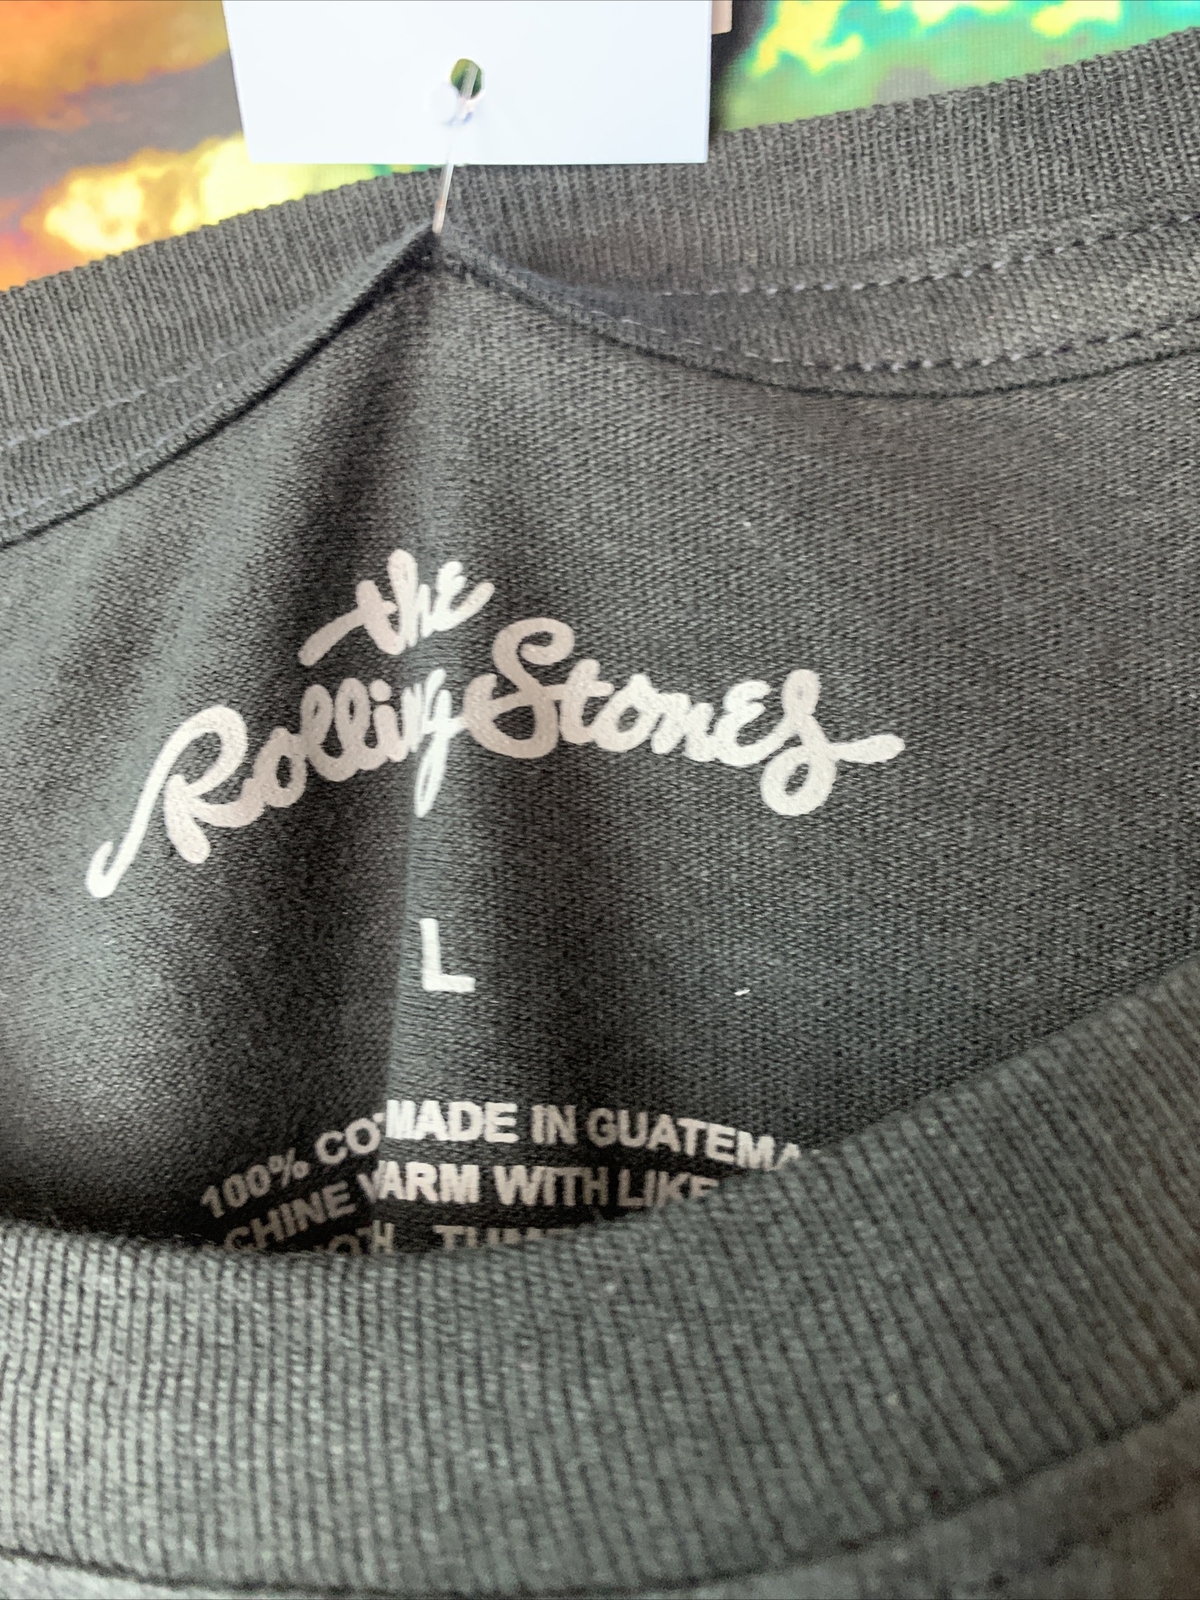 the
Rolling Stones
L
100% CO MADE IN GUATEMA
CHINE WARM WITH LIKE